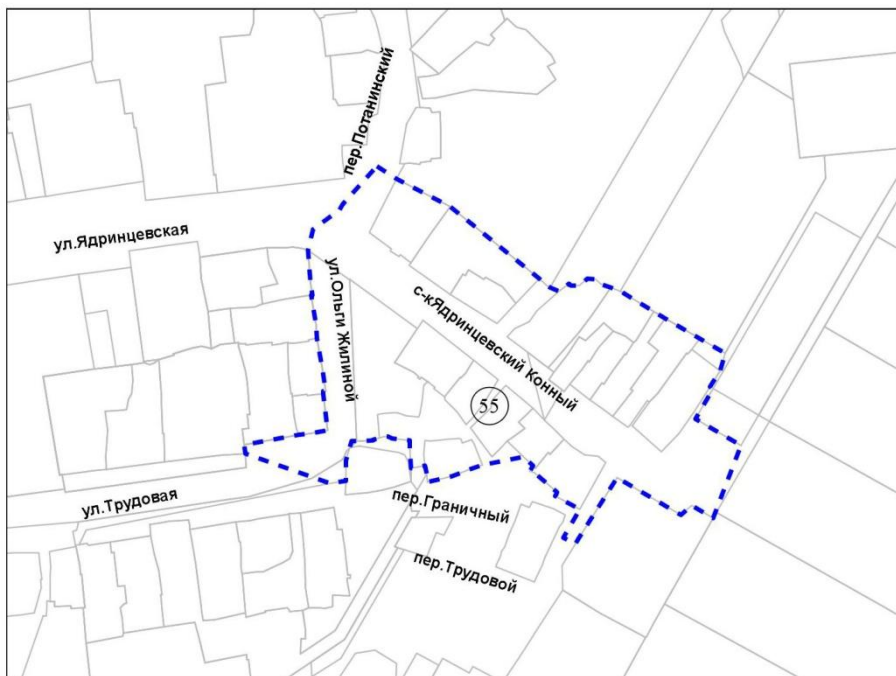 пер.Потанинский
ул.Ядринцевская
ул.Ольги Жилиной
с-кЯдринцевский Конный
55
ул.Трудовая
пер.Граничный
пер.Трудовой